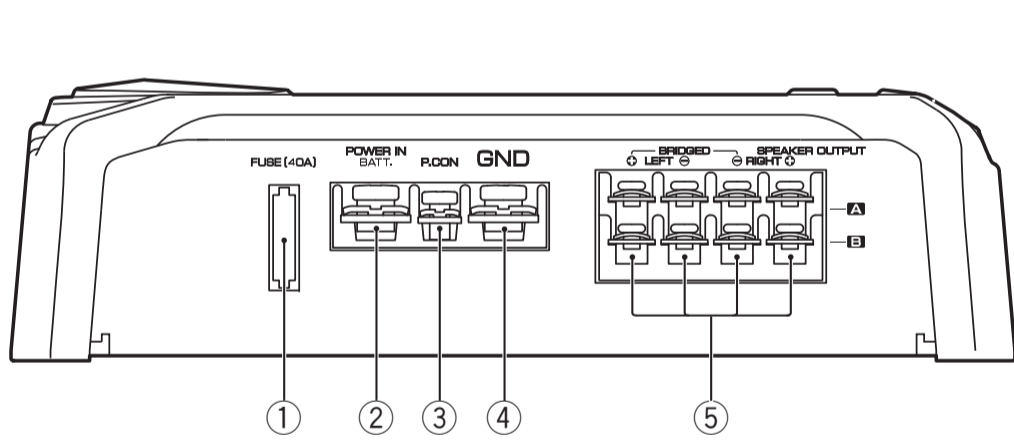 FUSE (40A)
POWER IN
BATT.
P.CON
GND
BRIDGED
SPEAKER OUTPUT
⊕ LEFT ⊖
⊖ RIGHT ⊕
A
B
① ② ③ ④ ⑤